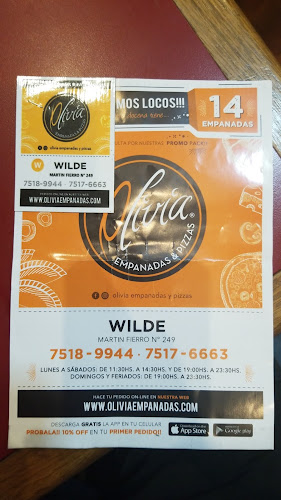 Olivia
EMPANADAS & PIZZAS
olivia empanadas y pizzas
WILDE
MARTIN FIERRO N° 249
7518-9944 · 7517-6663
WWW.OLIVIAEMPANADAS.COM
MOS LOCOS!!!
14
EMPANADAS
PROMO PACK
Olivia
EMPANADAS & PIZZAS
olivia empanadas y pizzas
WILDE
MARTIN FIERRO N° 249
7518-9944 · 7517-6663
LUNES A SÁBADOS: DE 11:30HS. A 14:30HS. Y DE 19:00HS. A 23:30HS.
DOMINGOS Y FERIADOS: DE 19:00HS. A 23:30HS.
HACE TU PEDIDO ON-LINE EN NUESTRA WEB
WWW.OLIVIAEMPANADAS.COM
DESCARGA GRATIS LA APP EN TU CELULAR
PROBALA!! 10% OFF EN TU PRIMER PEDIDO!!
App Store
Google play